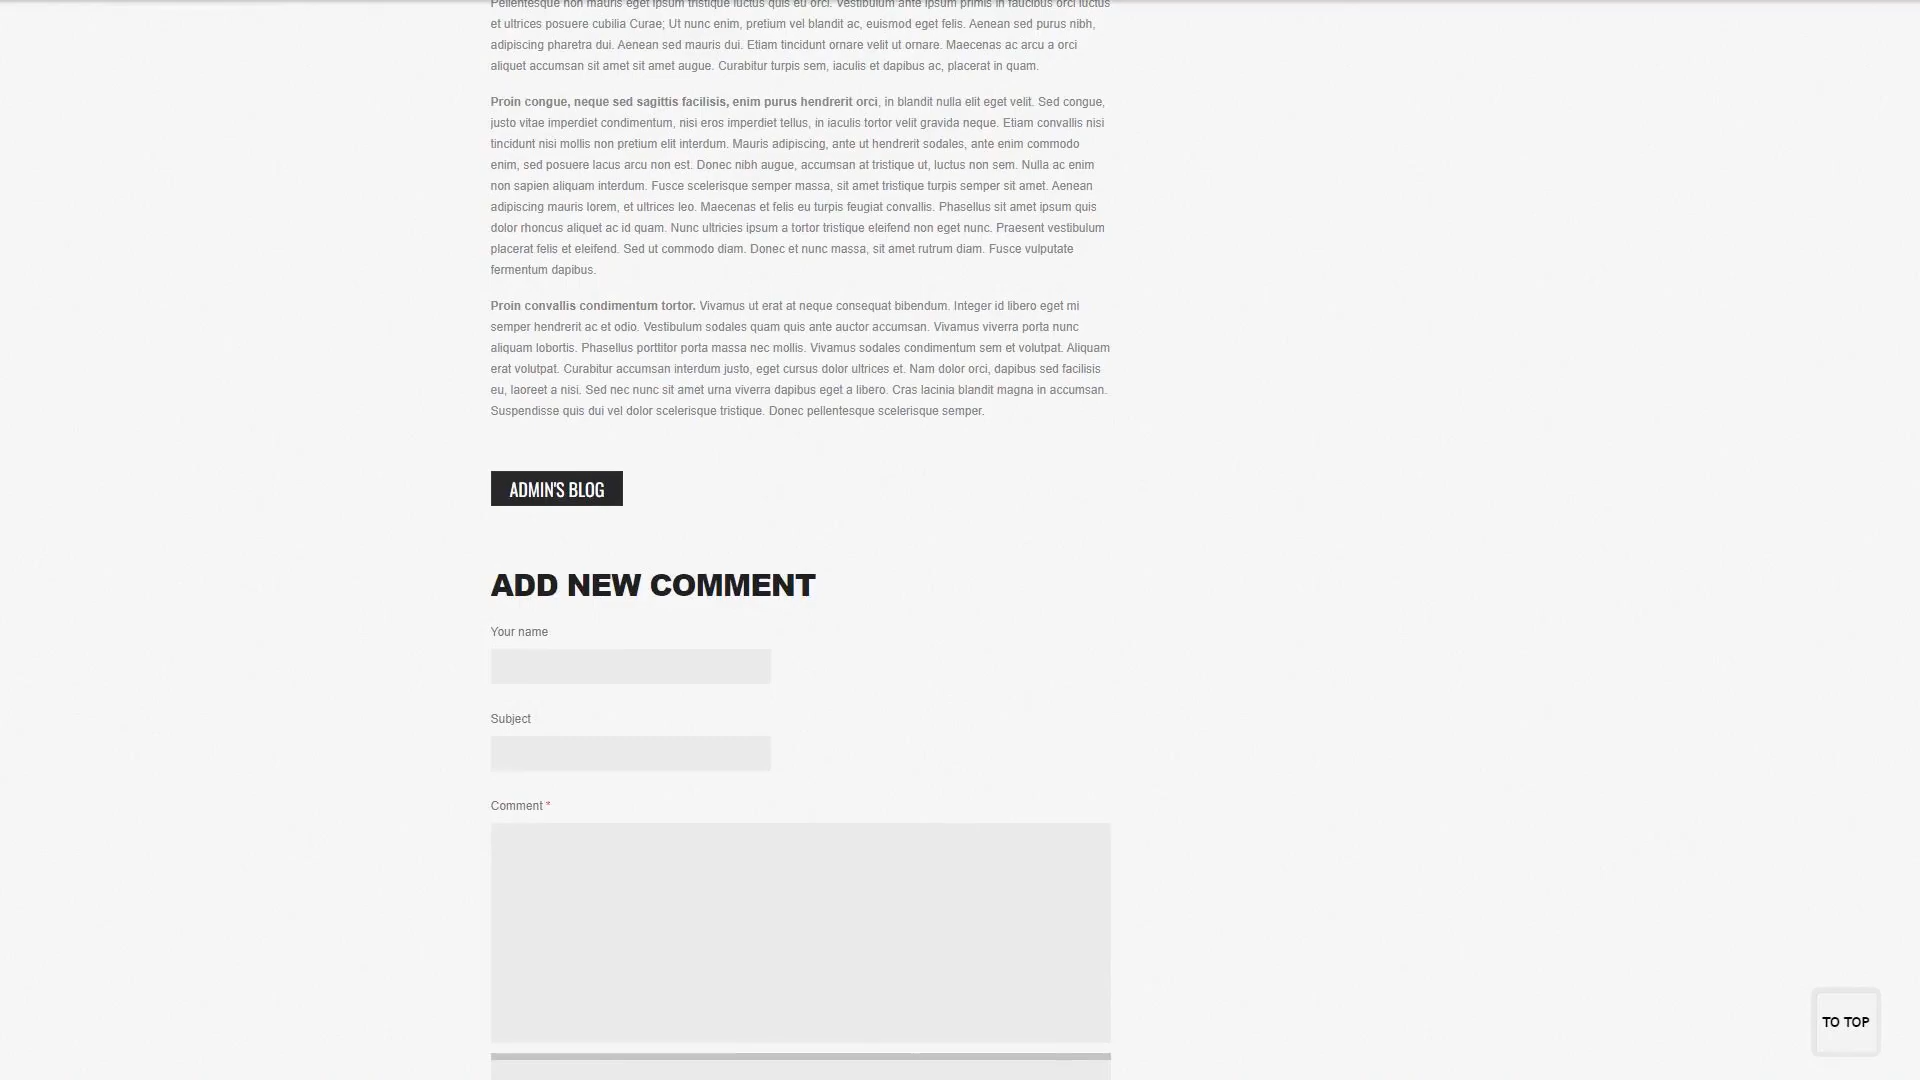 Pellentesque non mauris eget ipsum tristique luctus quis eu orci. Vestibulum ante ipsum primis in faucibus orci luctus
et ultrices posuere cubilia Curae; Ut nunc enim, pretium vel blandit ac, euismod eget felis. Aenean sed purus nibh,
adipiscing pharetra dui. Aenean sed mauris dui. Etiam tincidunt ornare velit ut ornare. Maecenas ac arcu a orci
aliquet accumsan sit amet sit amet augue. Curabitur turpis sem, iaculis et dapibus ac, placerat in quam.
Proin congue, neque sed sagittis facilisis, enim purus hendrerit orci, in blandit nulla elit eget velit. Sed congue,
justo vitae imperdiet condimentum, nisi eros imperdiet tellus, in iaculis tortor velit gravida neque. Etiam convallis nisi
tincidunt nisi mollis non pretium elit interdum. Mauris adipiscing, ante ut hendrerit sodales, ante enim commodo
enim, sed posuere lacus arcu non est. Donec nibh augue, accumsan at tristique ut, luctus non sem. Nulla ac enim
non sapien aliquam interdum. Fusce scelerisque semper massa, sit amet tristique turpis semper sit amet. Aenean
adipiscing mauris lorem, et ultrices leo. Maecenas et felis eu turpis feugiat convallis. Phasellus sit amet ipsum quis
dolor rhoncus aliquet ac id quam. Nunc ultricies ipsum a tortor tristique eleifend non eget nunc. Praesent vestibulum
placerat felis et eleifend. Sed ut commodo diam. Donec et nunc massa, sit amet rutrum diam. Fusce vulputate
fermentum dapibus.
Proin convallis condimentum tortor. Vivamus ut erat at neque consequat bibendum. Integer id libero eget mi
semper hendrerit ac et odio. Vestibulum sodales quam quis ante auctor accumsan. Vivamus viverra porta nunc
aliquam lobortis. Phasellus porttitor porta massa nec mollis. Vivamus sodales condimentum sem et volutpat. Aliquam
erat volutpat. Curabitur accumsan interdum justo, eget cursus dolor ultrices et. Nam dolor orci, dapibus sed facilisis
eu, laoreet a nisi. Sed nec nunc sit amet urna viverra dapibus eget a libero. Cras lacinia blandit magna in accumsan.
Suspendisse quis dui vel dolor scelerisque tristique. Donec pellentesque scelerisque semper.
ADMIN'S BLOG
ADD NEW COMMENT
Your name
Subject
Comment *
TO TOP